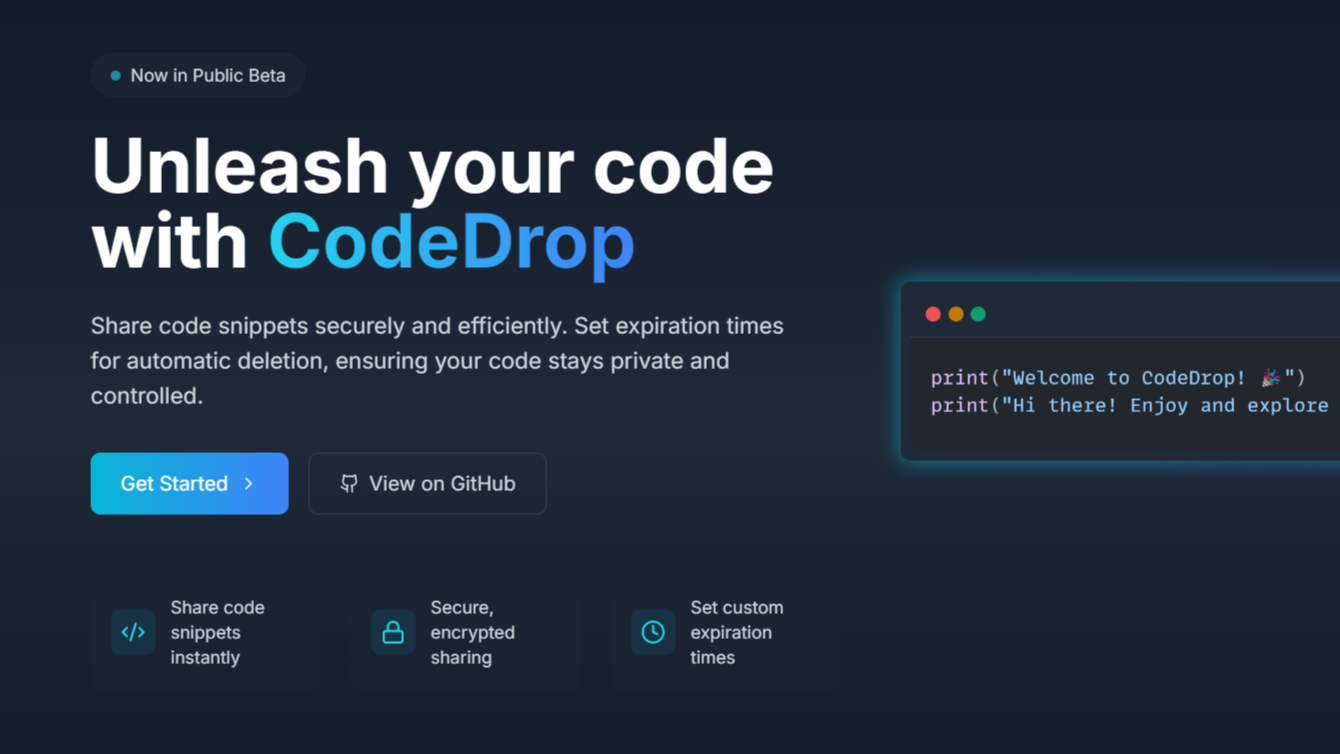 Now in Public Beta
Unleash your code
with CodeDrop
Share code snippets securely and efficiently. Set expiration times
for automatic deletion, ensuring your code stays private and
controlled.
Get Started
View on GitHub
print("Welcome to CodeDrop! 🎉")
print("Hi there! Enjoy and explore
Share code
snippets
instantly
Secure,
encrypted
sharing
Set custom
expiration
times